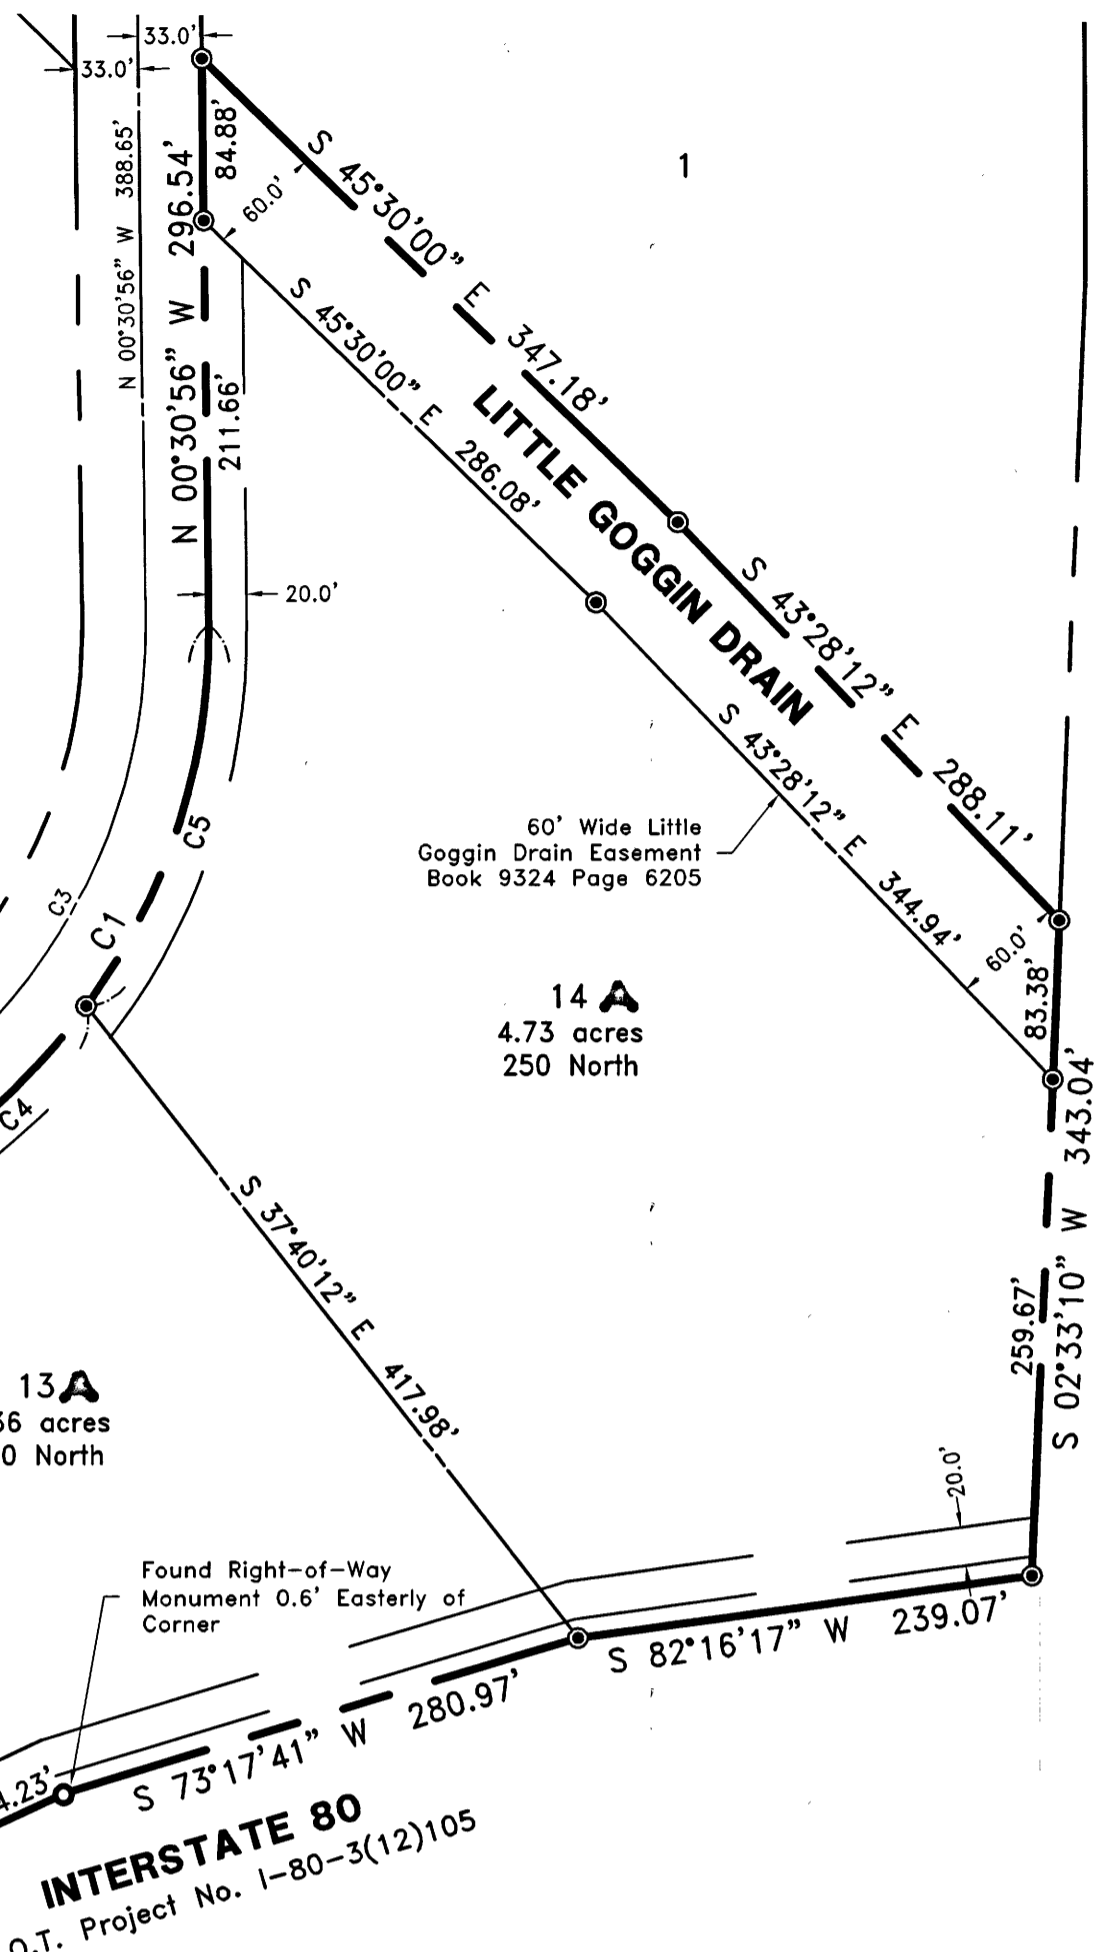 33.0'
33.0'
N 00°30'56" W 388.65'
N 00°30'56" W 296.54'
84.88'
211.66'
60.0'
S 45°30'00" E 347.18'
1
S 45°30'00" E 286.08'
LITTLE GOGGIN DRAIN
20.0'
S 43°28'12" E 288.11'
S 43°28'12" E 344.94'
60' Wide Little
Goggin Drain Easement
Book 9324 Page 6205
60.0'
83.38'
C5
C3
C1
C4
14 A
4.73 acres
250 North
S 02°33'10" W 343.04'
259.67'
S 37°40'12" E 417.98'
13 A
36 acres
0 North
20.0'
Found Right-of-Way
Monument 0.6' Easterly of
Corner
S 82°16'17" W 239.07'
S 73°17'41" W 280.97'
4.23'
INTERSTATE 80
O.T. Project No. I-80-3(12)105